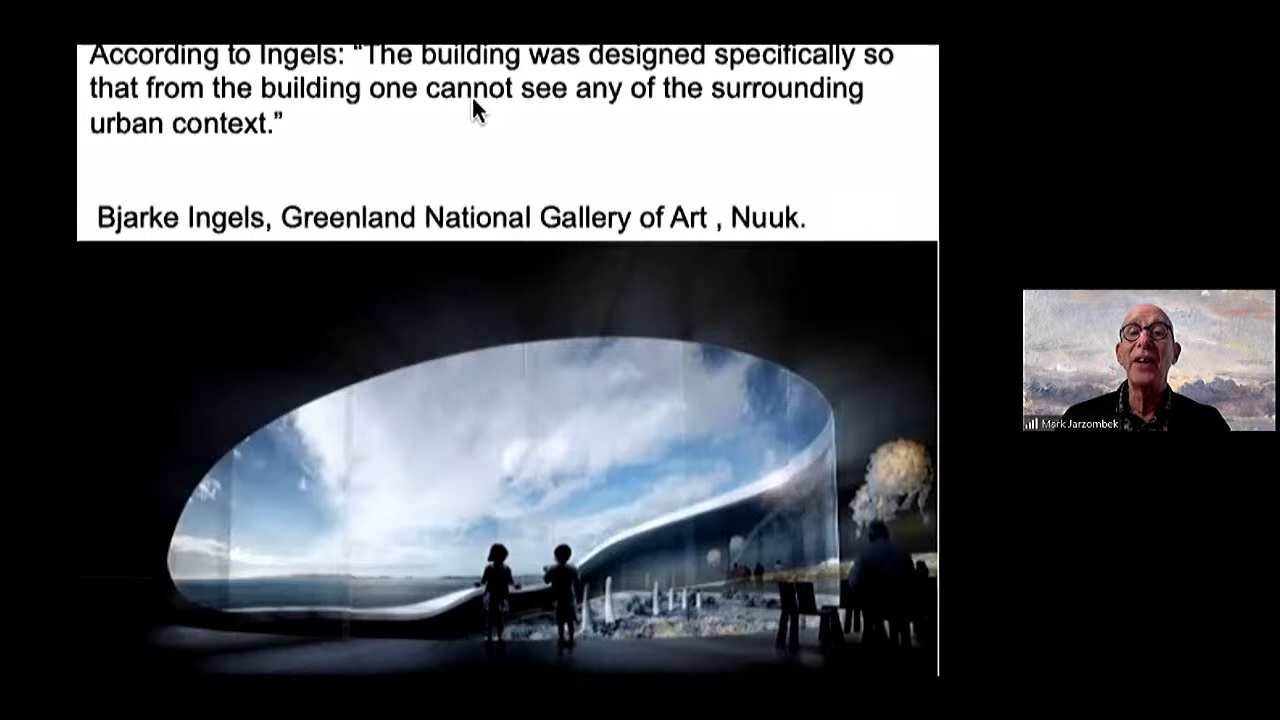 According to Ingels: “The building was designed specifically so
that from the building one cannot see any of the surrounding
urban context.”
Bjarke Ingels, Greenland National Gallery of Art , Nuuk.
Mark Jarzombek